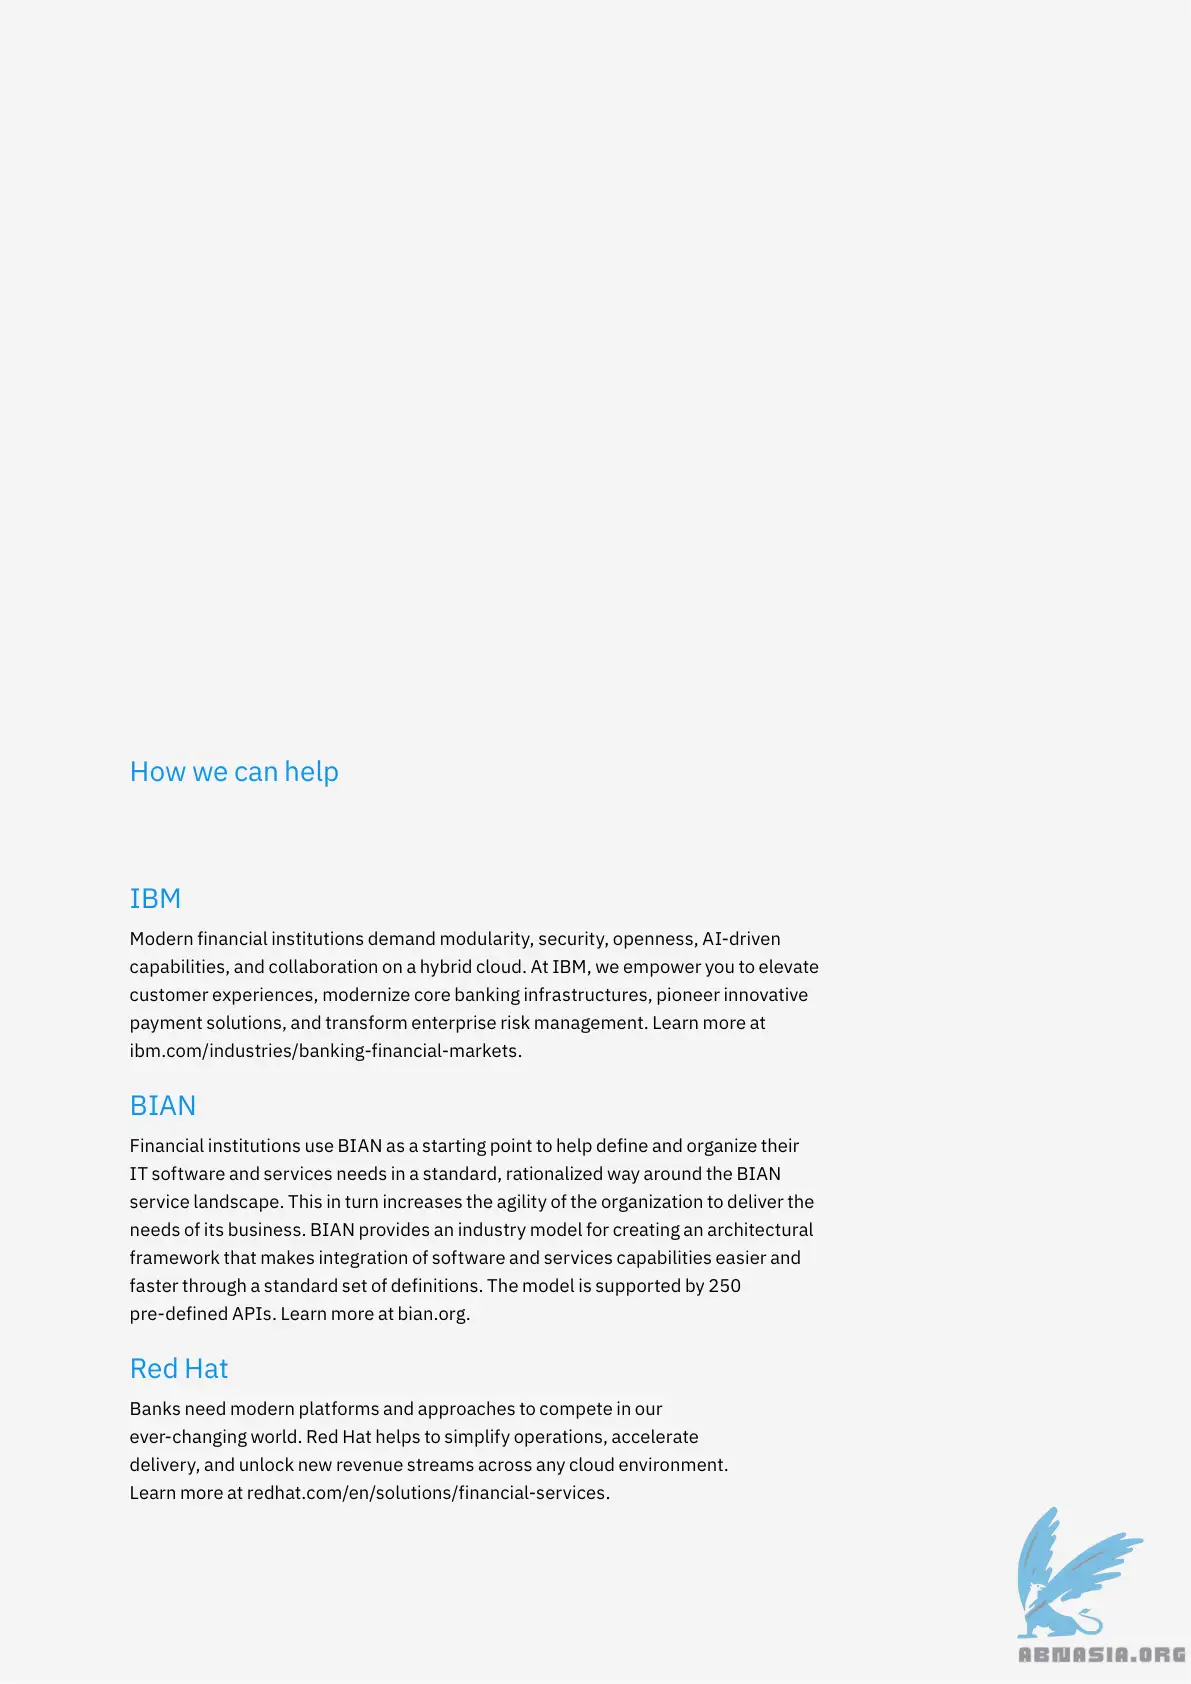 How we can help
IBM
Modern financial institutions demand modularity, security, openness, AI-driven
capabilities, and collaboration on a hybrid cloud. At IBM, we empower you to elevate
customer experiences, modernize core banking infrastructures, pioneer innovative
payment solutions, and transform enterprise risk management. Learn more at
ibm.com/industries/banking-financial-markets.
BIAN
Financial institutions use BIAN as a starting point to help define and organize their
IT software and services needs in a standard, rationalized way around the BIAN
service landscape. This in turn increases the agility of the organization to deliver the
needs of its business. BIAN provides an industry model for creating an architectural
framework that makes integration of software and services capabilities easier and
faster through a standard set of definitions. The model is supported by 250
pre-defined APIs. Learn more at bian.org.
Red Hat
Banks need modern platforms and approaches to compete in our
ever-changing world. Red Hat helps to simplify operations, accelerate
delivery, and unlock new revenue streams across any cloud environment.
Learn more at redhat.com/en/solutions/financial-services.
ABNASIA.ORG